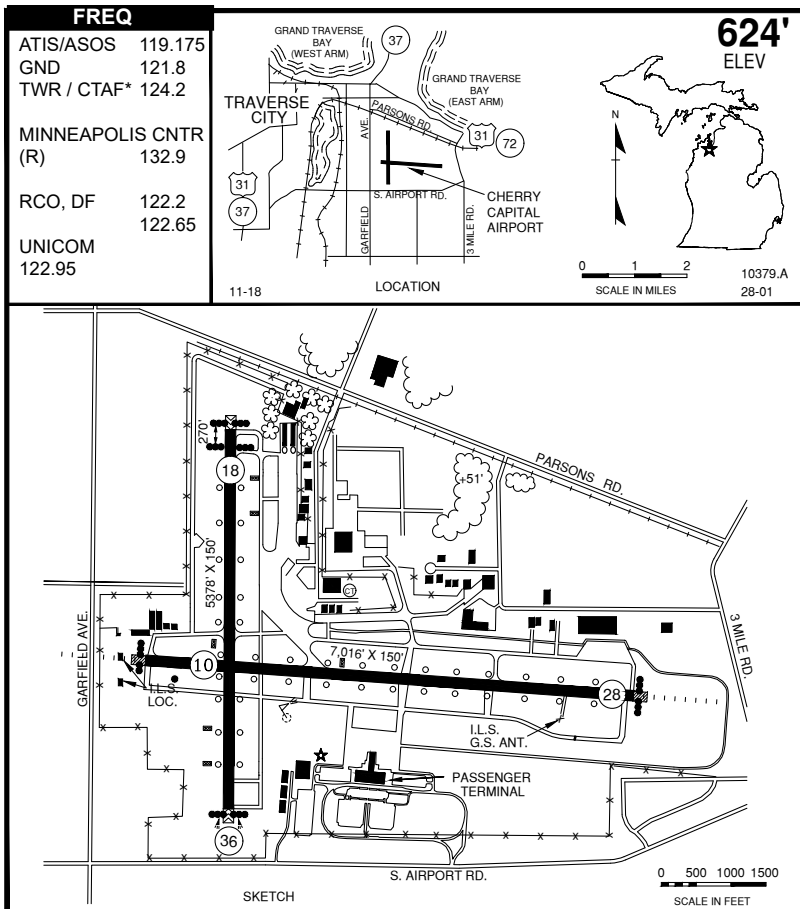 FREQ
ATIS/ASOS 119.175
GND 121.8
TWR / CTAF* 124.2
MINNEAPOLIS CNTR
(R) 132.9
RCO, DF 122.2
122.65
UNICOM
122.95
GRAND TRAVERSE
BAY
(WEST ARM)
37
GRAND TRAVERSE
BAY
(EAST ARM)
TRAVERSE
CITY
AVE.
PARSONS RD.
31
72
31
37
S. AIRPORT RD.
GARFIELD
3 MILE RD.
CHERRY
CAPITAL
AIRPORT
11-18
LOCATION
624'
ELEV
N
0 1 2
SCALE IN MILES
10379.A
28-01
270'
18
5378' X 150'
+51'
PARSONS RD.
CT
GARFIELD AVE.
3 MILE RD.
10
7,016' X 150'
28
I.L.S.
LOC.
I.L.S.
G.S. ANT.
PASSENGER
TERMINAL
36
S. AIRPORT RD.
SKETCH
0 500 1000 1500
SCALE IN FEET